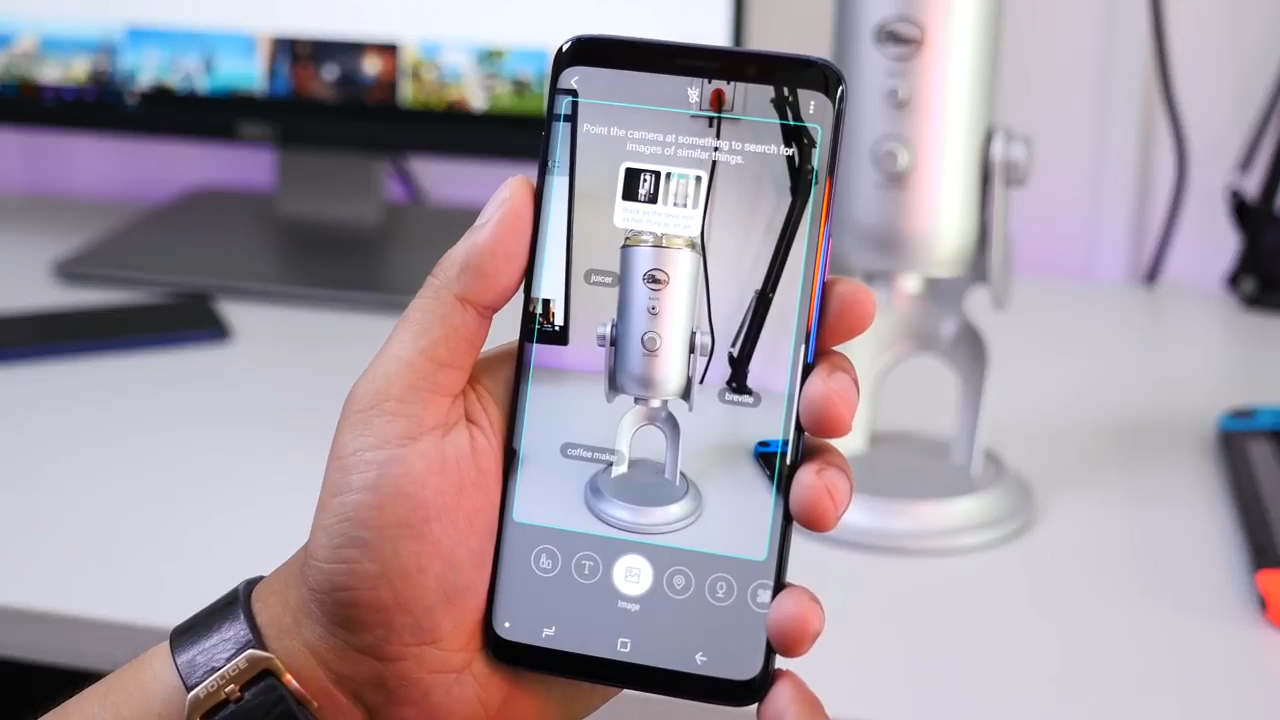 Point the camera at something to search for
images of similar things.
juicer
breville
coffee maker
T
Image
POLICE